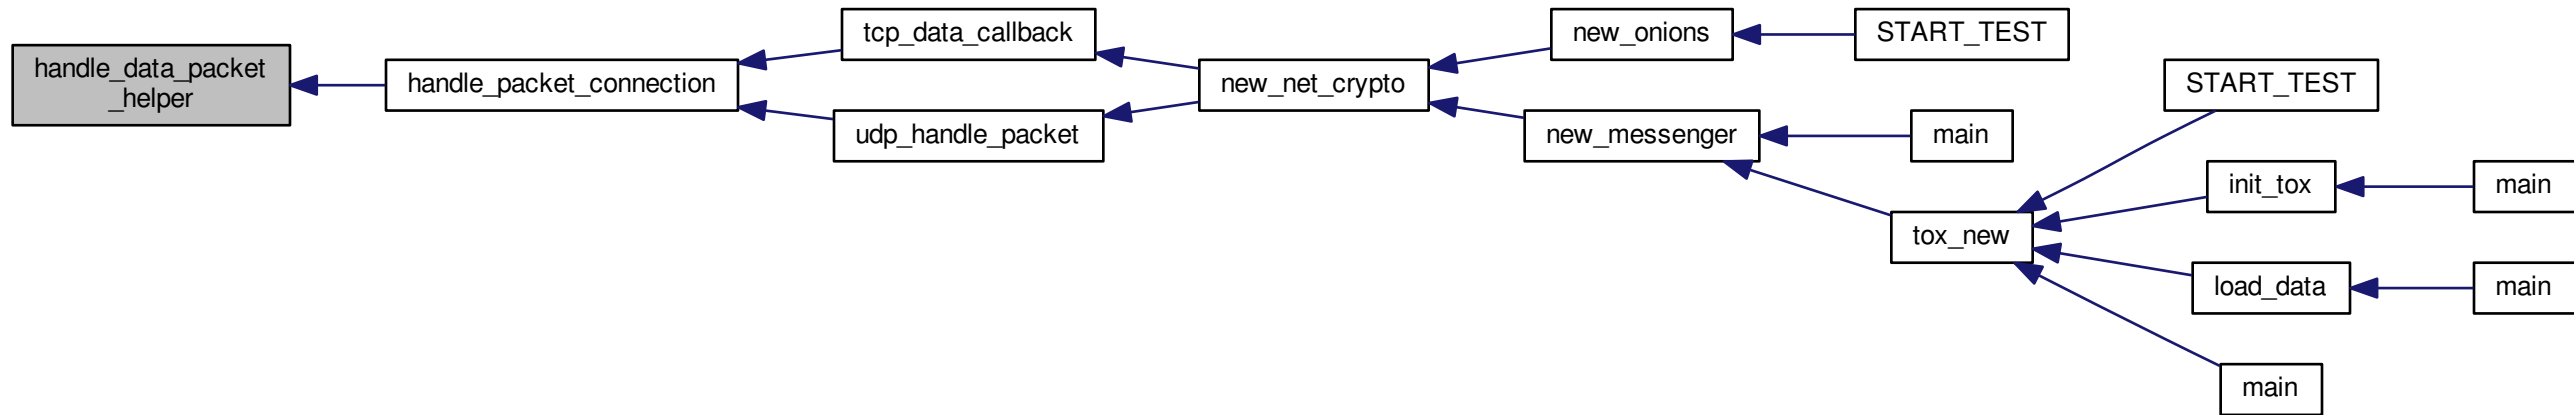 handle_data_packet
_helper
handle_packet_connection
tcp_data_callback
udp_handle_packet
new_net_crypto
new_onions
new_messenger
START_TEST
main
tox_new
START_TEST
init_tox
load_data
main
main
main